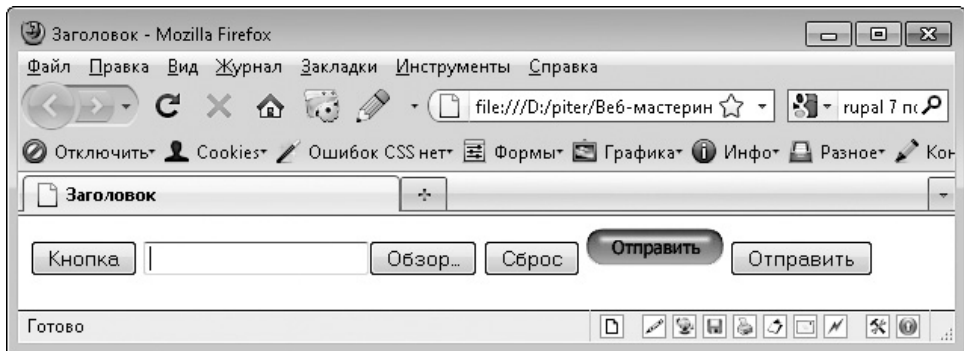 Заголовок - Mozilla Firefox
Файл Правка Вид Журнал Закладки Инструменты Справка
file:///D:/piter/Веб-мастерин rupal 7 пс
Отключить Cookies Ошибок CSS нет Формы Графика Инфо Разное Кон
Заголовок
Кнопка Обзор... Сброс Отправить Отправить
Готово